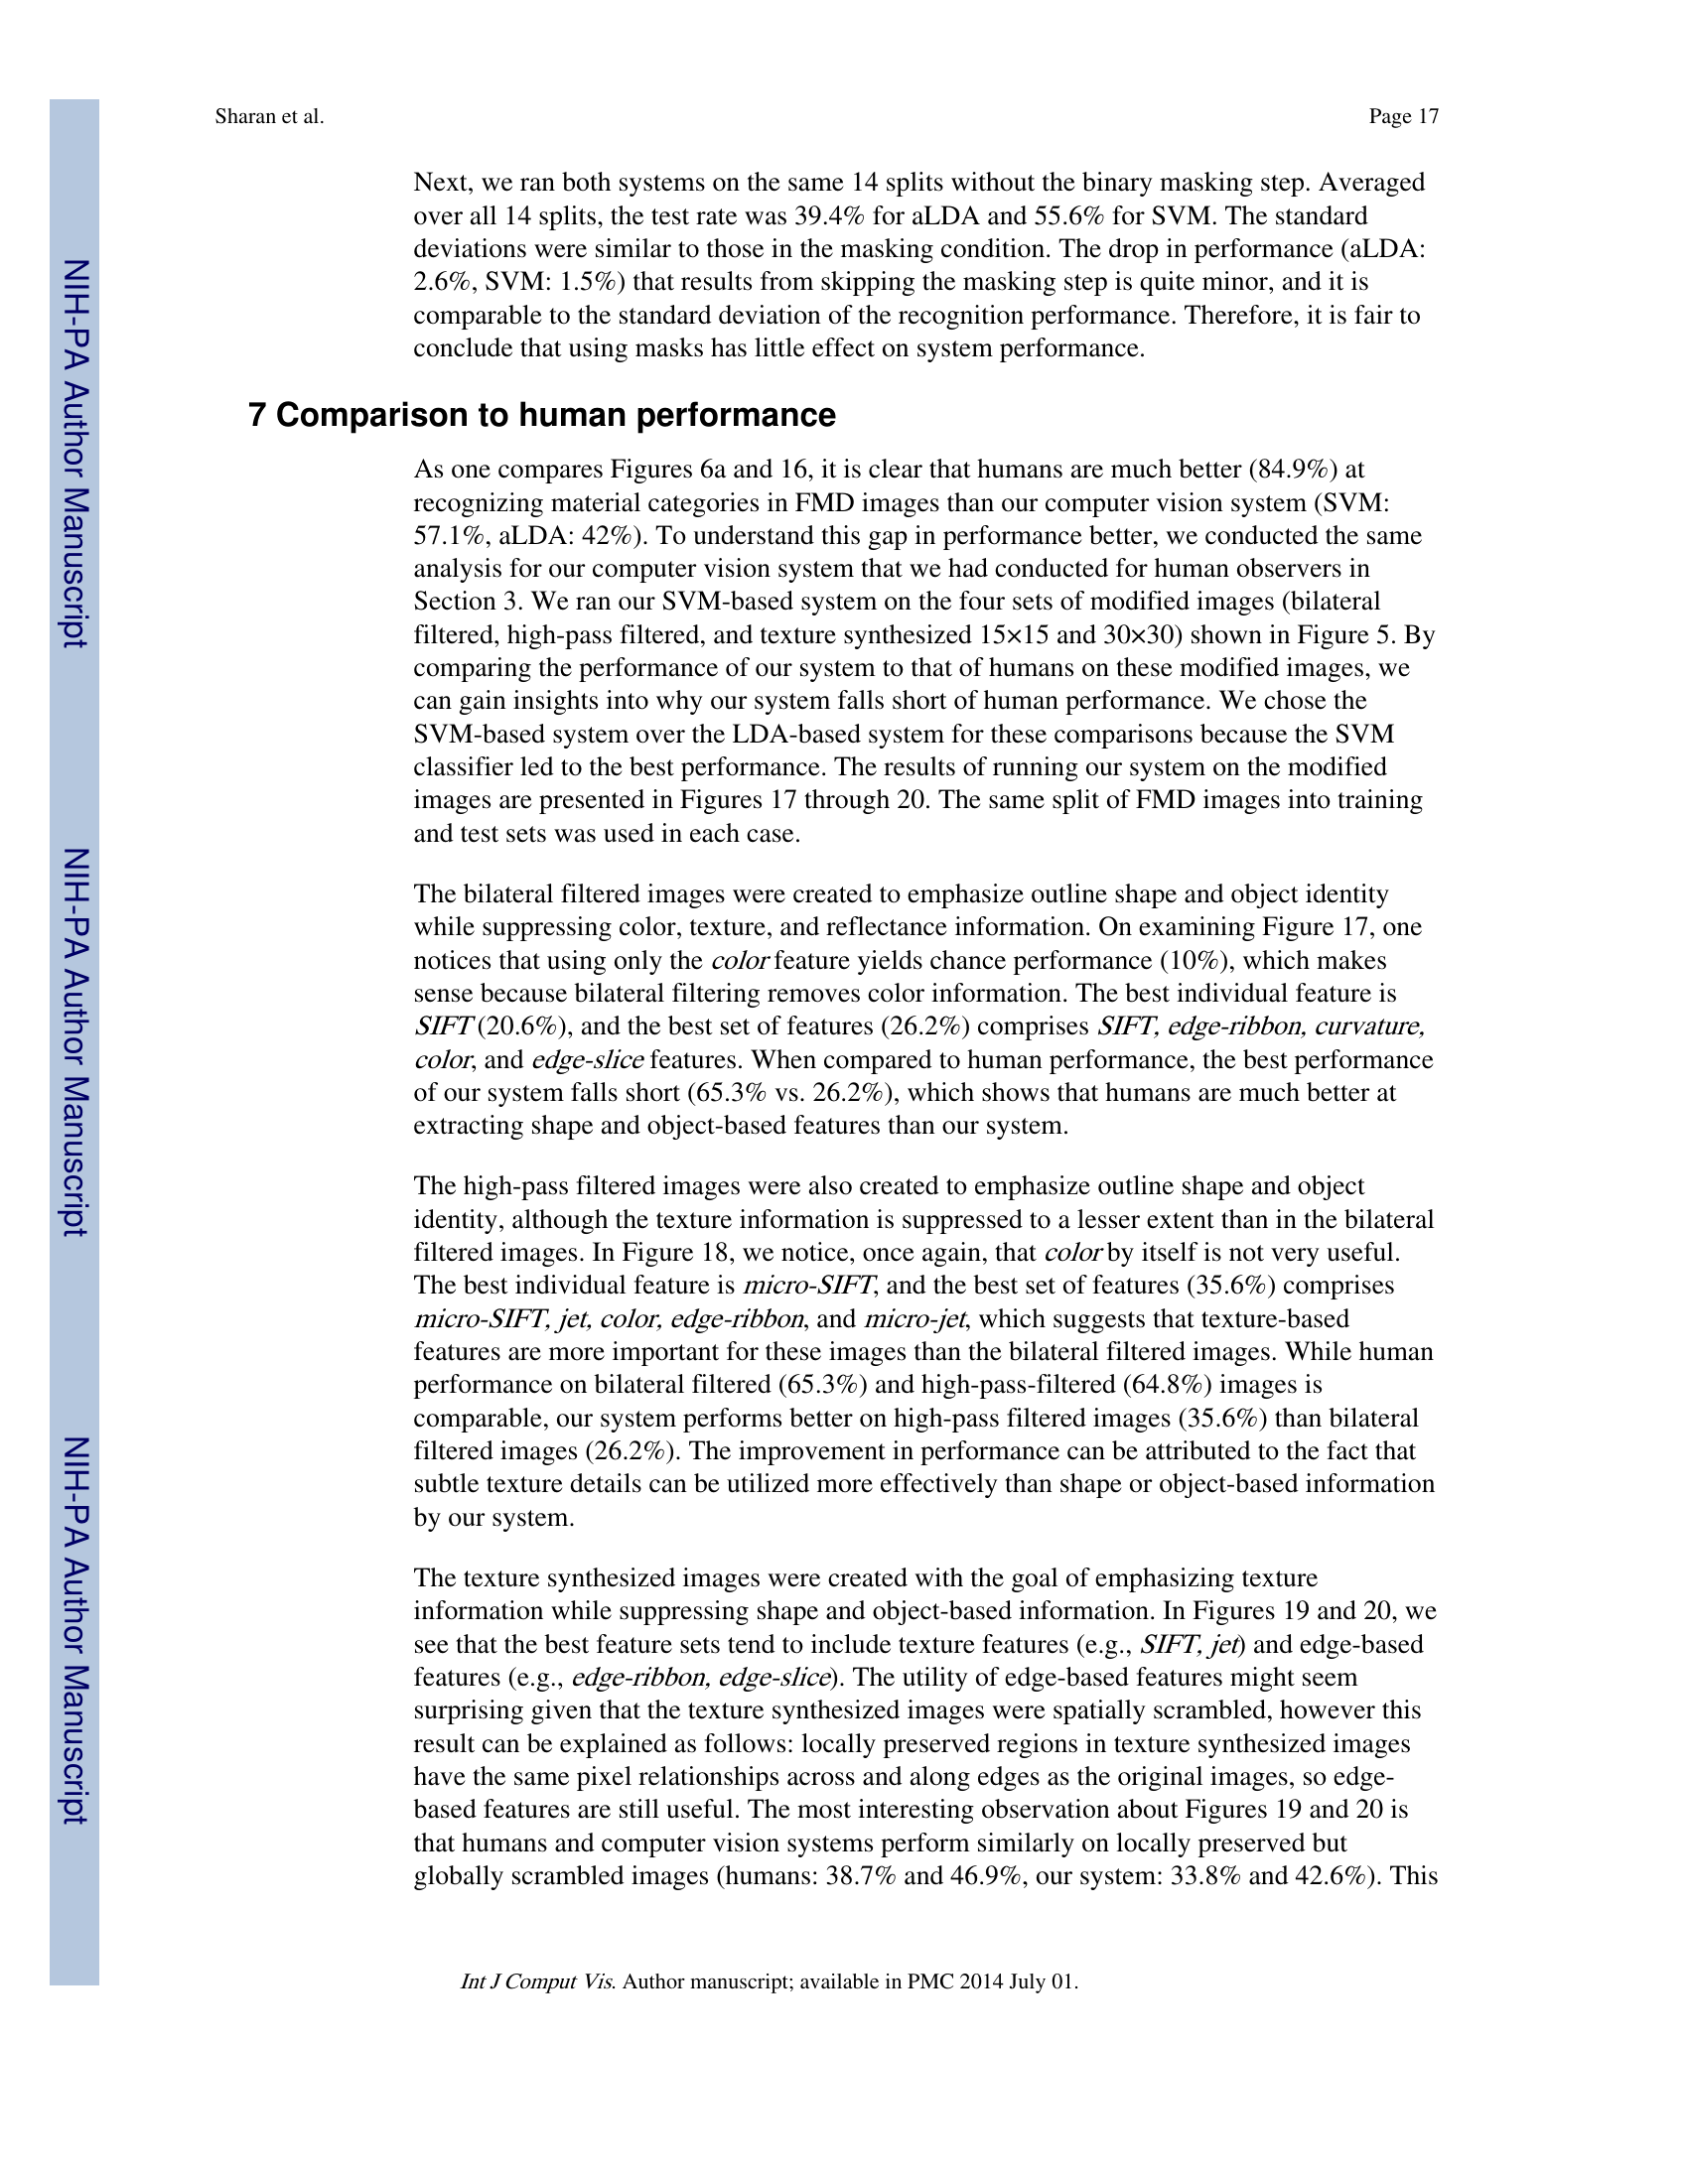 Sharan et al.
Page 17
Next, we ran both systems on the same 14 splits without the binary masking step. Averaged
over all 14 splits, the test rate was 39.4% for aLDA and 55.6% for SVM. The standard
deviations were similar to those in the masking condition. The drop in performance (aLDA:
2.6%, SVM: 1.5%) that results from skipping the masking step is quite minor, and it is
comparable to the standard deviation of the recognition performance. Therefore, it is fair to
conclude that using masks has little effect on system performance.
7 Comparison to human performance
As one compares Figures 6a and 16, it is clear that humans are much better (84.9%) at
recognizing material categories in FMD images than our computer vision system (SVM:
57.1%, aLDA: 42%). To understand this gap in performance better, we conducted the same
analysis for our computer vision system that we had conducted for human observers in
Section 3. We ran our SVM-based system on the four sets of modified images (bilateral
filtered, high-pass filtered, and texture synthesized 15×15 and 30×30) shown in Figure 5. By
comparing the performance of our system to that of humans on these modified images, we
can gain insights into why our system falls short of human performance. We chose the
SVM-based system over the LDA-based system for these comparisons because the SVM
classifier led to the best performance. The results of running our system on the modified
images are presented in Figures 17 through 20. The same split of FMD images into training
and test sets was used in each case.
The bilateral filtered images were created to emphasize outline shape and object identity
while suppressing color, texture, and reflectance information. On examining Figure 17, one
notices that using only the color feature yields chance performance (10%), which makes
sense because bilateral filtering removes color information. The best individual feature is
SIFT (20.6%), and the best set of features (26.2%) comprises SIFT, edge-ribbon, curvature,
color, and edge-slice features. When compared to human performance, the best performance
of our system falls short (65.3% vs. 26.2%), which shows that humans are much better at
extracting shape and object-based features than our system.
The high-pass filtered images were also created to emphasize outline shape and object
identity, although the texture information is suppressed to a lesser extent than in the bilateral
filtered images. In Figure 18, we notice, once again, that color by itself is not very useful.
The best individual feature is micro-SIFT, and the best set of features (35.6%) comprises
micro-SIFT, jet, color, edge-ribbon, and micro-jet, which suggests that texture-based
features are more important for these images than the bilateral filtered images. While human
performance on bilateral filtered (65.3%) and high-pass-filtered (64.8%) images is
comparable, our system performs better on high-pass filtered images (35.6%) than bilateral
filtered images (26.2%). The improvement in performance can be attributed to the fact that
subtle texture details can be utilized more effectively than shape or object-based information
by our system.
The texture synthesized images were created with the goal of emphasizing texture
information while suppressing shape and object-based information. In Figures 19 and 20, we
see that the best feature sets tend to include texture features (e.g., SIFT, jet) and edge-based
features (e.g., edge-ribbon, edge-slice). The utility of edge-based features might seem
surprising given that the texture synthesized images were spatially scrambled, however this
result can be explained as follows: locally preserved regions in texture synthesized images
have the same pixel relationships across and along edges as the original images, so edge-
based features are still useful. The most interesting observation about Figures 19 and 20 is
that humans and computer vision systems perform similarly on locally preserved but
globally scrambled images (humans: 38.7% and 46.9%, our system: 33.8% and 42.6%). This
Int J Comput Vis. Author manuscript; available in PMC 2014 July 01.
NIH-PA Author Manuscript
NIH-PA Author Manuscript
NIH-PA Author Manuscript